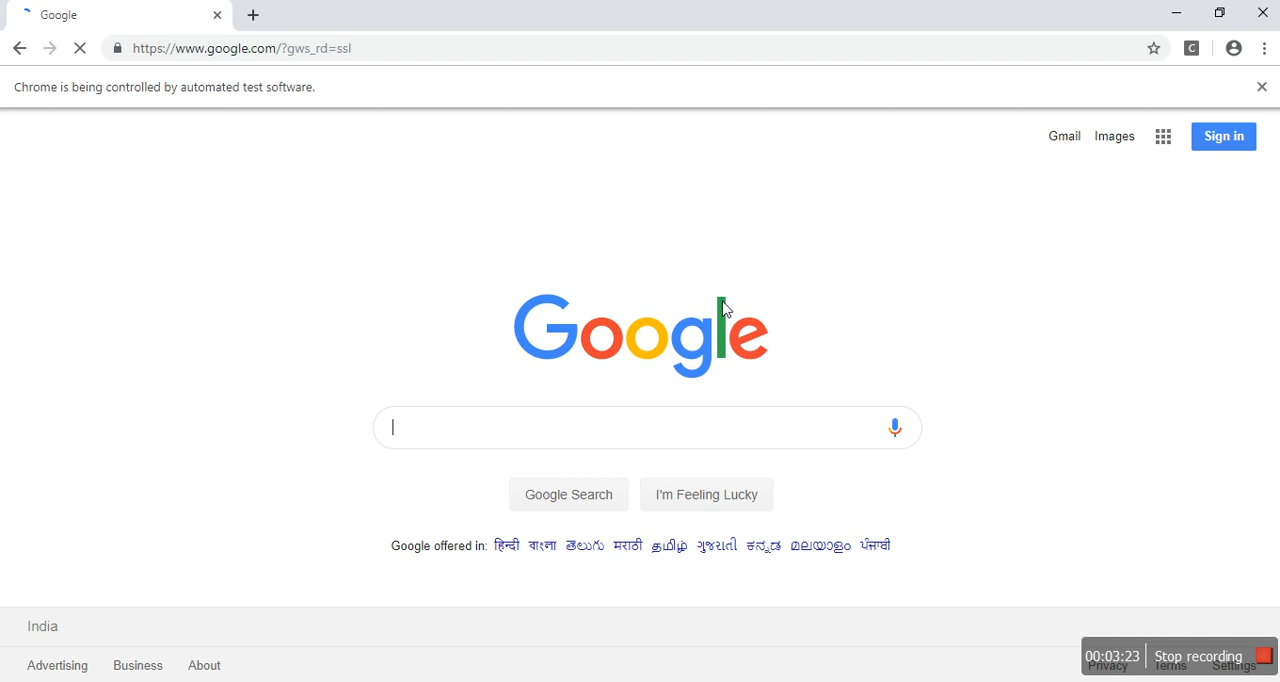 Google
https://www.google.com/?gws_rd=ssl
C
Chrome is being controlled by automated test software.
Gmail Images Sign in
Google
Google Search I'm Feeling Lucky
Google offered in: हिन्दी বাংলা తెలుగు मराठी தமிழ் ગુજરાતી ಕನ್ನಡ മലയാളം ਪੰਜਾਬੀ
India
Advertising Business About Privacy Terms Settings
00:03:23 Stop recording